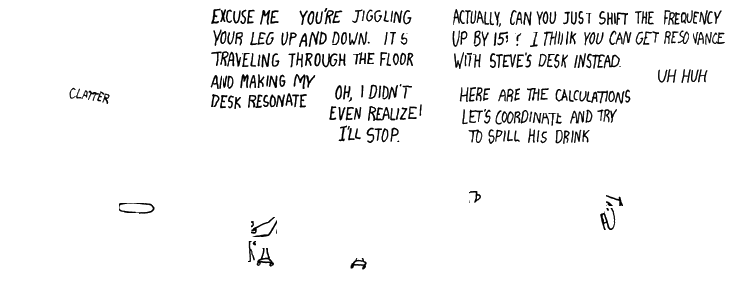 CLATTER
EXCUSE ME YOU'RE JIGGLING
YOUR LEG UP AND DOWN. IT S
TRAVELING THROUGH THE FLOOR
AND MAKING MY
DESK RESONATE
OH, I DIDN'T
EVEN REALIZE!
I'LL STOP.
ACTUALLY, CAN YOU JUST SHIFT THE FREQUENCY
UP BY 15? I THINK YOU CAN GET RESONANCE
WITH STEVE'S DESK INSTEAD.
UH HUH
HERE ARE THE CALCULATIONS
LET'S COORDINATE AND TRY
TO SPILL HIS DRINK